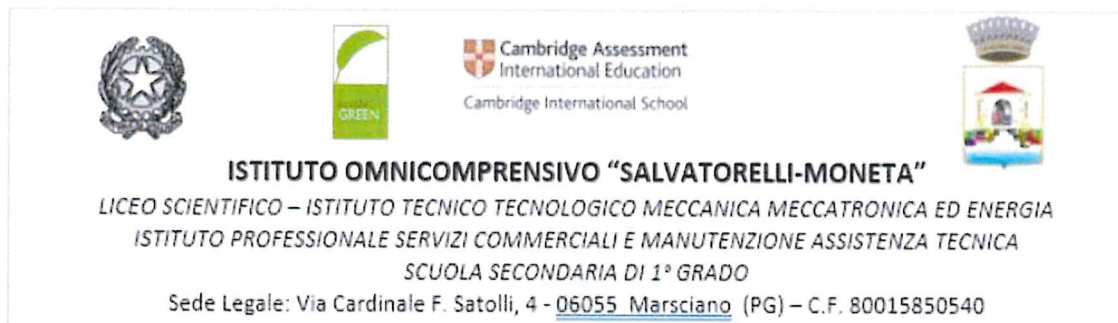 Cambridge Assessment
International Education
Cambridge International School
GREEN
ISTITUTO OMNICOMPRENSIVO “SALVATORELLI-MONETA”
LICEO SCIENTIFICO – ISTITUTO TECNICO TECNOLOGICO MECCANICA MECCATRONICA ED ENERGIA
ISTITUTO PROFESSIONALE SERVIZI COMMERCIALI E MANUTENZIONE ASSISTENZA TECNICA
SCUOLA SECONDARIA DI 1° GRADO
Sede Legale: Via Cardinale F. Satolli, 4 - 06055 Marsciano (PG) – C.F. 80015850540